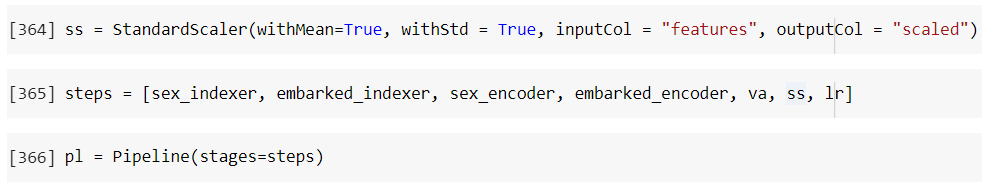 [364] ss = StandardScaler(withMean=True, withStd = True, inputCol = "features", outputCol = "scaled")
[365] steps = [sex_indexer, embarked_indexer, sex_encoder, embarked_encoder, va, ss, lr]
[366] pl = Pipeline(stages=steps)